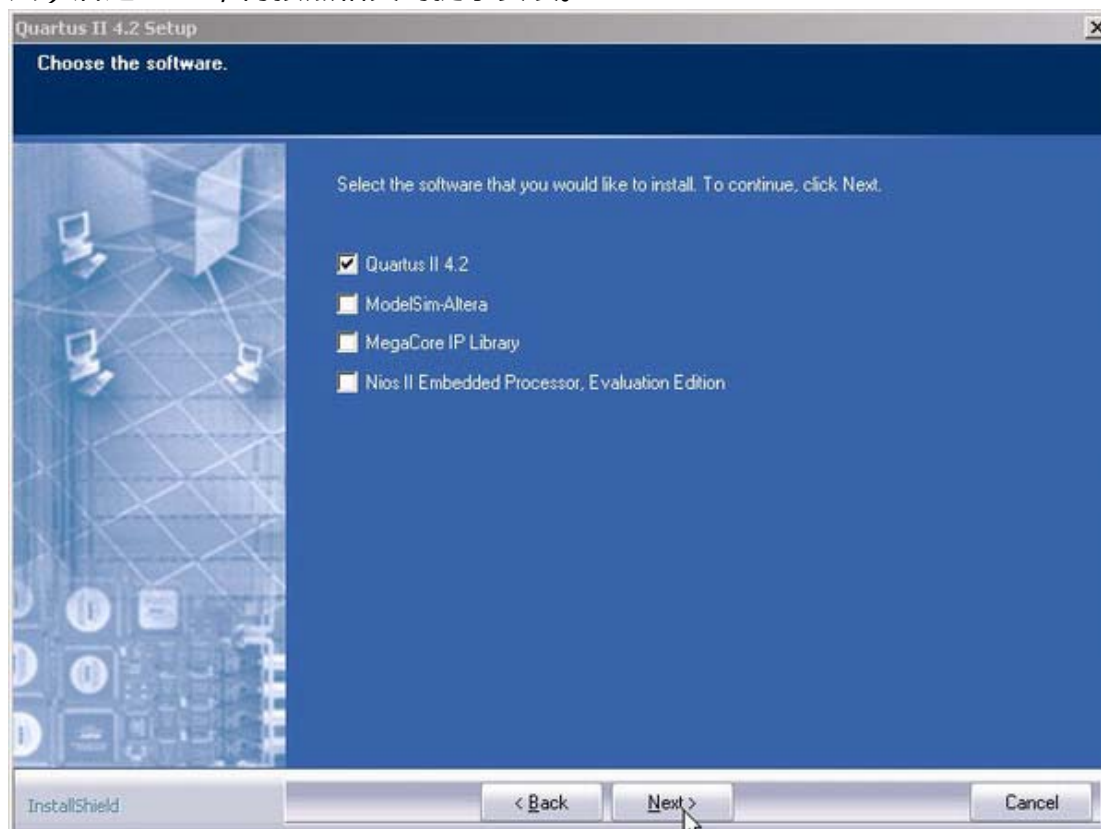 Quartus II 4.2 Setup
Choose the software.
Select the software that you would like to install. To continue, click Next.
Quartus II 4.2
ModelSim-Altera
MegaCore IP Library
Nios II Embedded Processor, Evaluation Edition
InstallShield
< Back Next > Cancel